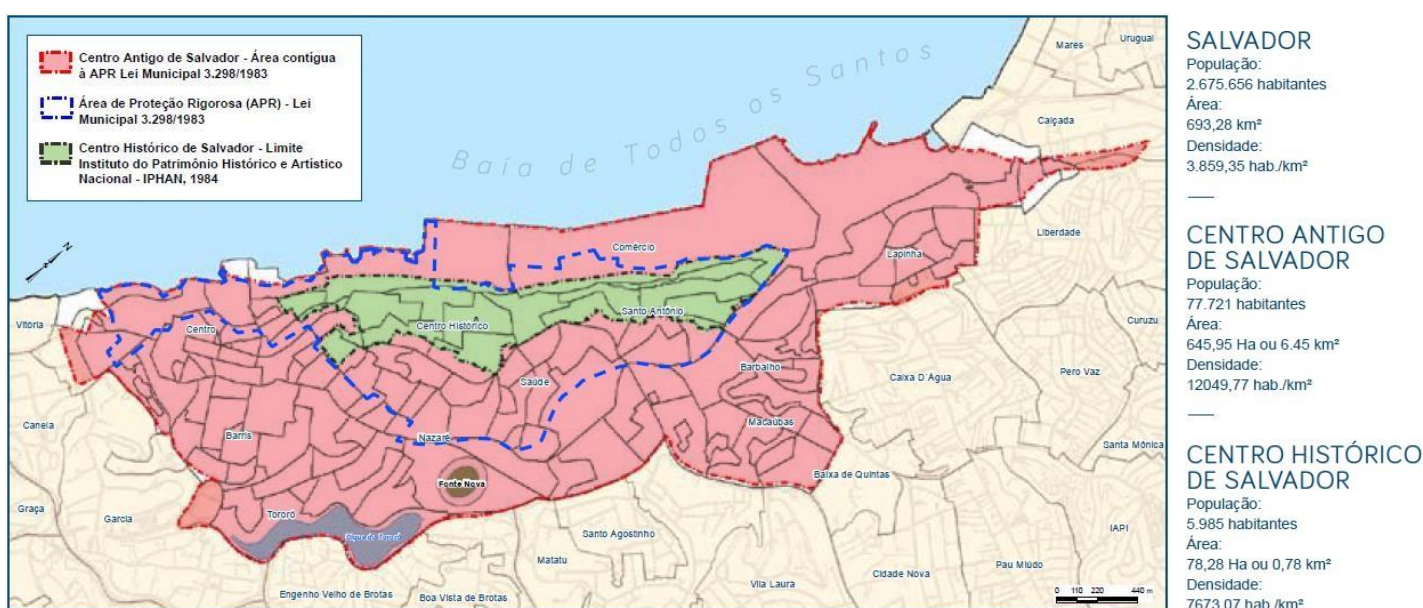 Centro Antigo de Salvador - Área contígua
à APR Lei Municipal 3.298/1983
Área de Proteção Rigorosa (APR) - Lei
Municipal 3.298/1983
Centro Histórico de Salvador - Limite
Instituto do Patrimônio Histórico e Artístico
Nacional - IPHAN, 1984
Baía de Todos os Santos
N
Mares
Uruguai
Calçada
Liberdade
Comércio
Lapinha
Santo Antônio
Centro Histórico
Centro
Vitória
Curuzu
Saúde
Barbalho
Caixa D'Água
Pero Vaz
Canela
Barris
Nazaré
Macaúbas
Santa Mônica
Baixa de Quintas
Fonte Nova
Graça
Garcia
Tororó
Dique do Tororó
Santo Agostinho
IAPI
Matatu
Vila Laura
Cidade Nova
Pau Miúdo
Engenho Velho de Brotas
Boa Vista de Brotas
0 110 220 440 m
SALVADOR
População:
2.675.656 habitantes
Área:
693,28 km²
Densidade:
3.859,35 hab./km²
CENTRO ANTIGO
DE SALVADOR
População:
77.721 habitantes
Área:
645,95 Ha ou 6.45 km²
Densidade:
12049,77 hab./km²
CENTRO HISTÓRICO
DE SALVADOR
População:
5.985 habitantes
Área:
78,28 Ha ou 0,78 km²
Densidade:
7673,07 hab./km²